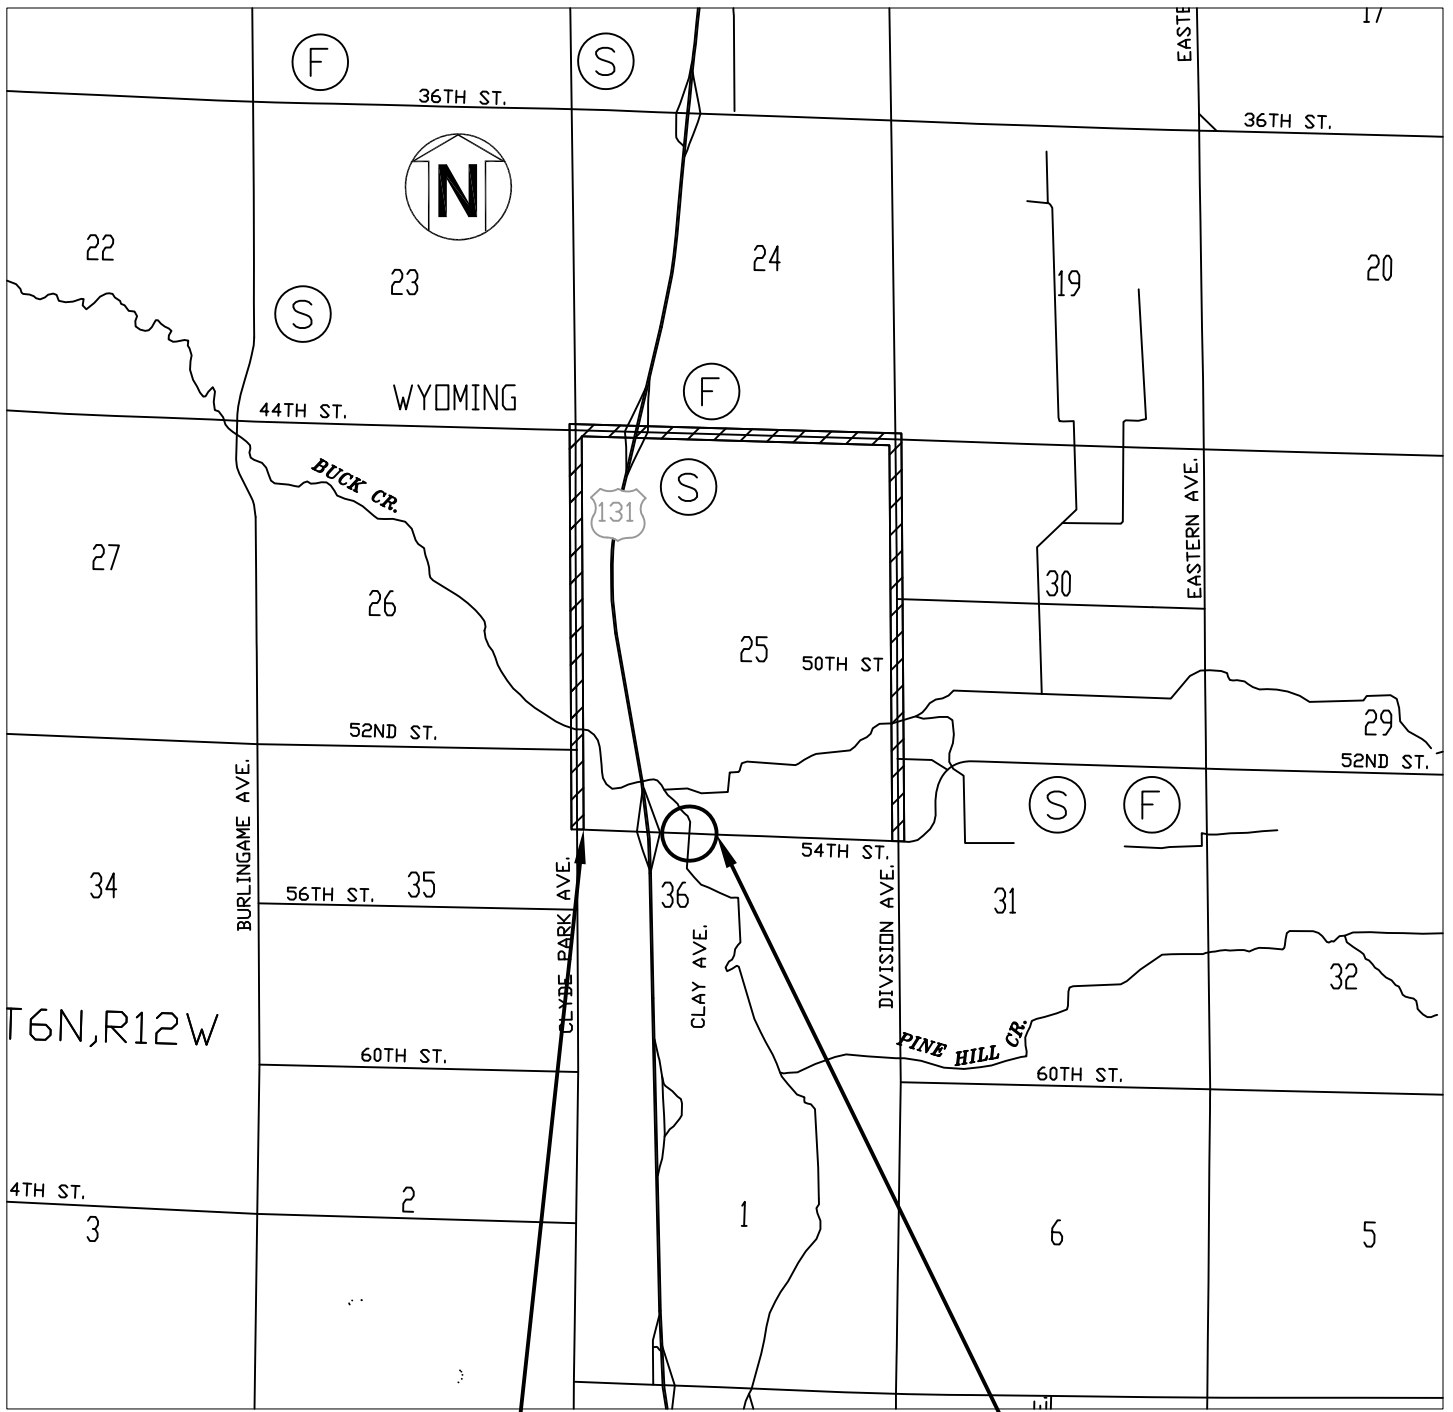 17
EASTE
F
S
36TH ST.
36TH ST.
N
22
23
24
19
20
S
WYOMING
F
44TH ST.
BUCK CR.
S
131
EASTERN AVE.
27
26
30
25
50TH ST
29
52ND ST.
52ND ST.
BURLINGAME AVE.
S
F
54TH ST.
34
35
56TH ST.
36
31
CLYDE PARK AVE.
CLAY AVE.
DIVISION AVE.
32
T6N,R12W
PINE HILL CR.
60TH ST.
60TH ST.
4TH ST.
3
2
1
6
5